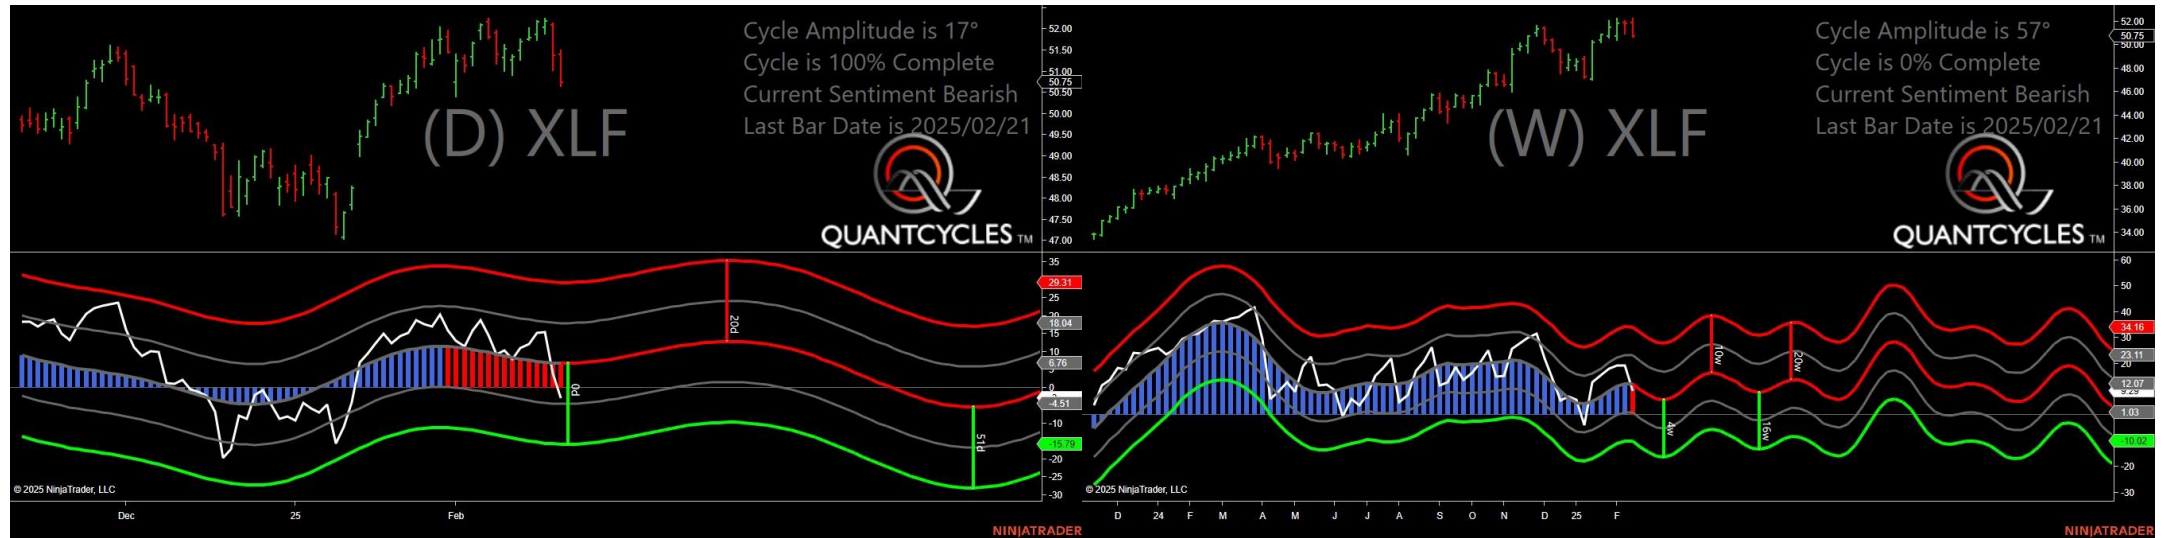 Cycle Amplitude is 17°
Cycle is 100% Complete
Current Sentiment Bearish
Last Bar Date is 2025/02/21
(D) XLF
QUANTCYCLES TM
52.00
51.50
51.00
50.75
50.50
50.00
49.50
49.00
48.50
48.00
47.50
47.00
35
29.31
25
20
18.04
15
10
6.76
0
-4.51
-10
-15.79
-20
-25
-30
0d
20d
51d
© 2025 NinjaTrader, LLC
Dec
25
Feb
NINJATRADER
Cycle Amplitude is 57°
Cycle is 0% Complete
Current Sentiment Bearish
Last Bar Date is 2025/02/21
(W) XLF
QUANTCYCLES TM
52.00
50.75
50.00
48.00
46.00
44.00
42.00
40.00
38.00
36.00
34.00
60
50
40
34.16
30
23.11
20
12.07
9.29
1.03
-10.02
-20
-30
4w
10w
16w
20w
© 2025 NinjaTrader, LLC
D 24 F M A M J J A S O N D 25 F
NINJATRADER